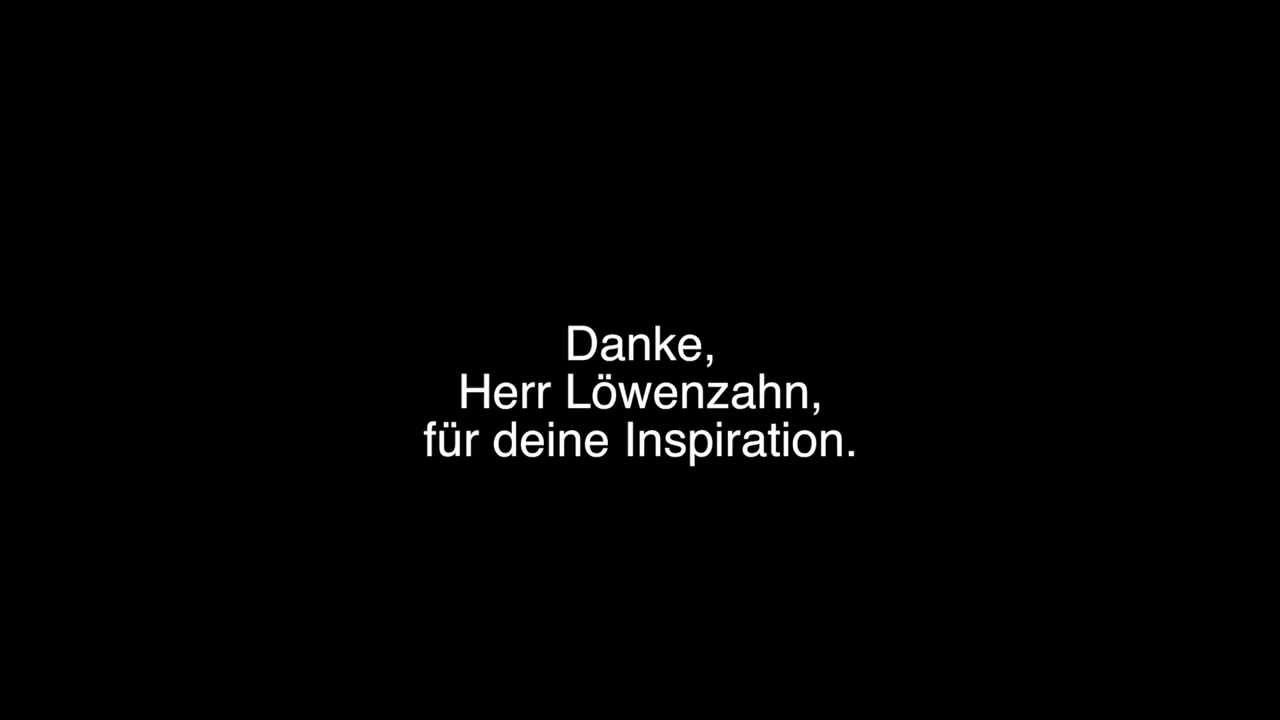 Danke,
Herr Löwenzahn,
für deine Inspiration.